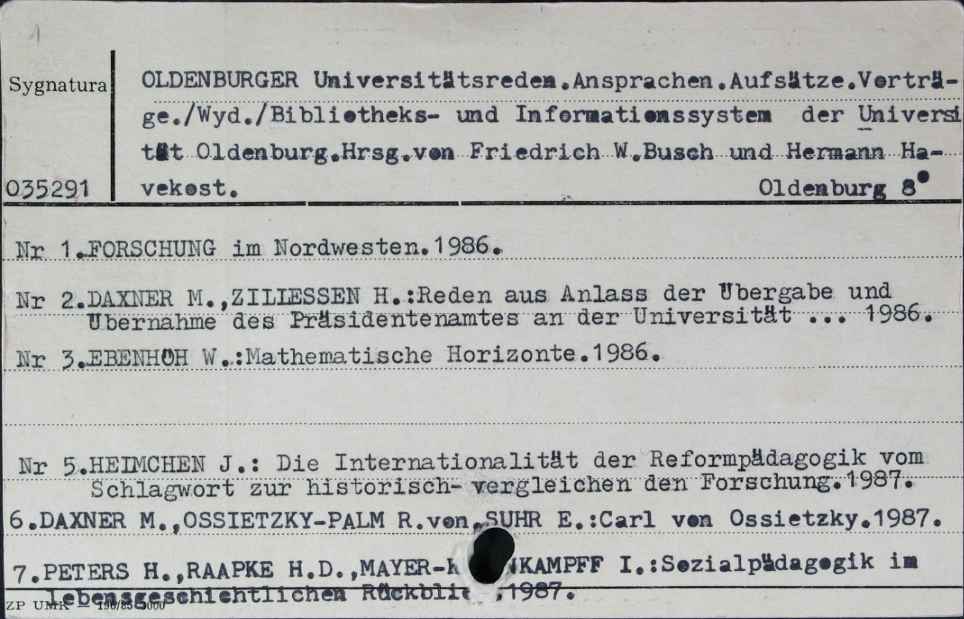 Sygnatura
OLDENBURGER Universitätsreden.Ansprachen.Aufsätze.Verträ-
ge./Wyd./Bibliotheks- und Informationssystem der Universi
tät Oldenburg.Hrsg.von Friedrich W.Busch und Hermann Ha-
035291
vekost. Oldenburg 8°
Nr 1.FORSCHUNG im Nordwesten.1986.
Nr 2.DAXNER M.,ZILIESSEN H.:Reden aus Anlass der Übergabe und
Übernahme des Präsidentenamtes an der Universität ... 1986.
Nr 3.EBENHÖH W.:Mathematische Horizonte.1986.
Nr 5.HEIMCHEN J.: Die Internationalität der Reformpädagogik vom
Schlagwort zur historisch- vergleichen den Forschung.1987.
6.DAXNER M.,OSSIETZKY-PALM R.von,SUHR E.:Carl von Ossietzky.1987.
7.PETERS H.,RAAPKE H.D.,MAYER-K KAMPFF I.:Sozialpädagogik im
lebensgeschichtlichen Rückbli ,1987.
ZP UMK